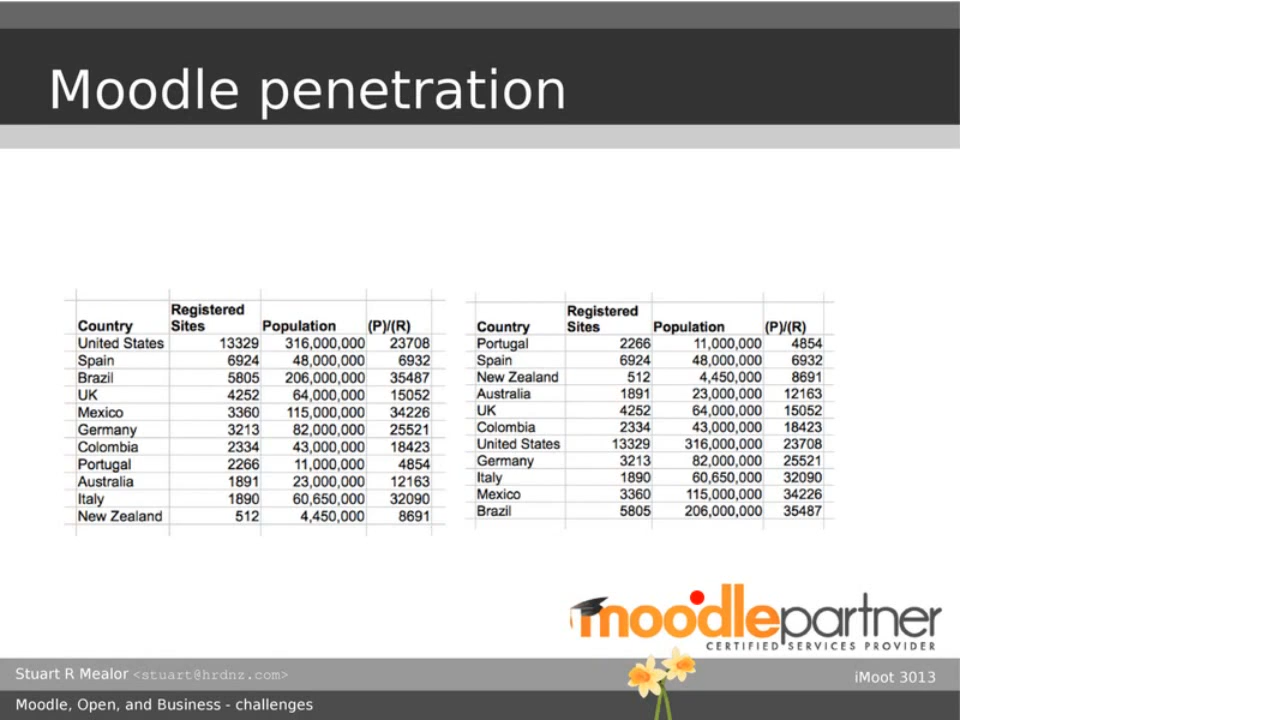 Moodle penetration
Registered
Country Sites Population (P)/(R)
United States 13329 316,000,000 23708
Spain 6924 48,000,000 6932
Brazil 5805 206,000,000 35487
UK 4252 64,000,000 15052
Mexico 3360 115,000,000 34226
Germany 3213 82,000,000 25521
Colombia 2334 43,000,000 18423
Portugal 2266 11,000,000 4854
Australia 1891 23,000,000 12163
Italy 1890 60,650,000 32090
New Zealand 512 4,450,000 8691
Registered
Country Sites Population (P)/(R)
Portugal 2266 11,000,000 4854
Spain 6924 48,000,000 6932
New Zealand 512 4,450,000 8691
Australia 1891 23,000,000 12163
UK 4252 64,000,000 15052
Colombia 2334 43,000,000 18423
United States 13329 316,000,000 23708
Germany 3213 82,000,000 25521
Italy 1890 60,650,000 32090
Mexico 3360 115,000,000 34226
Brazil 5805 206,000,000 35487
moodlepartner
CERTIFIED SERVICES PROVIDER
Stuart R Mealor <stuart@hrdnz.com>
iMoot 3013
Moodle, Open, and Business - challenges